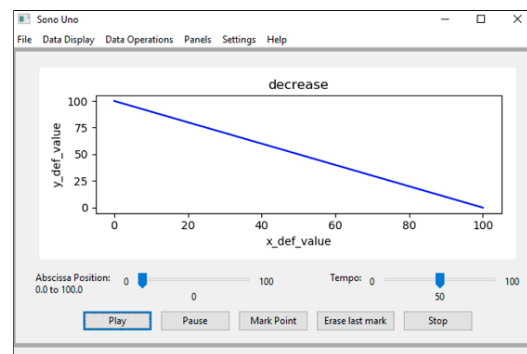 Sono Uno
File Data Display Data Operations Panels Settings Help
decrease
100
75
50
25
0
y_def_value
0 20 40 60 80 100
x_def_value
Abscissa Position: 0 100 Tempo: 0 100
0.0 to 100.0
0 50
Play Pause Mark Point Erase last mark Stop